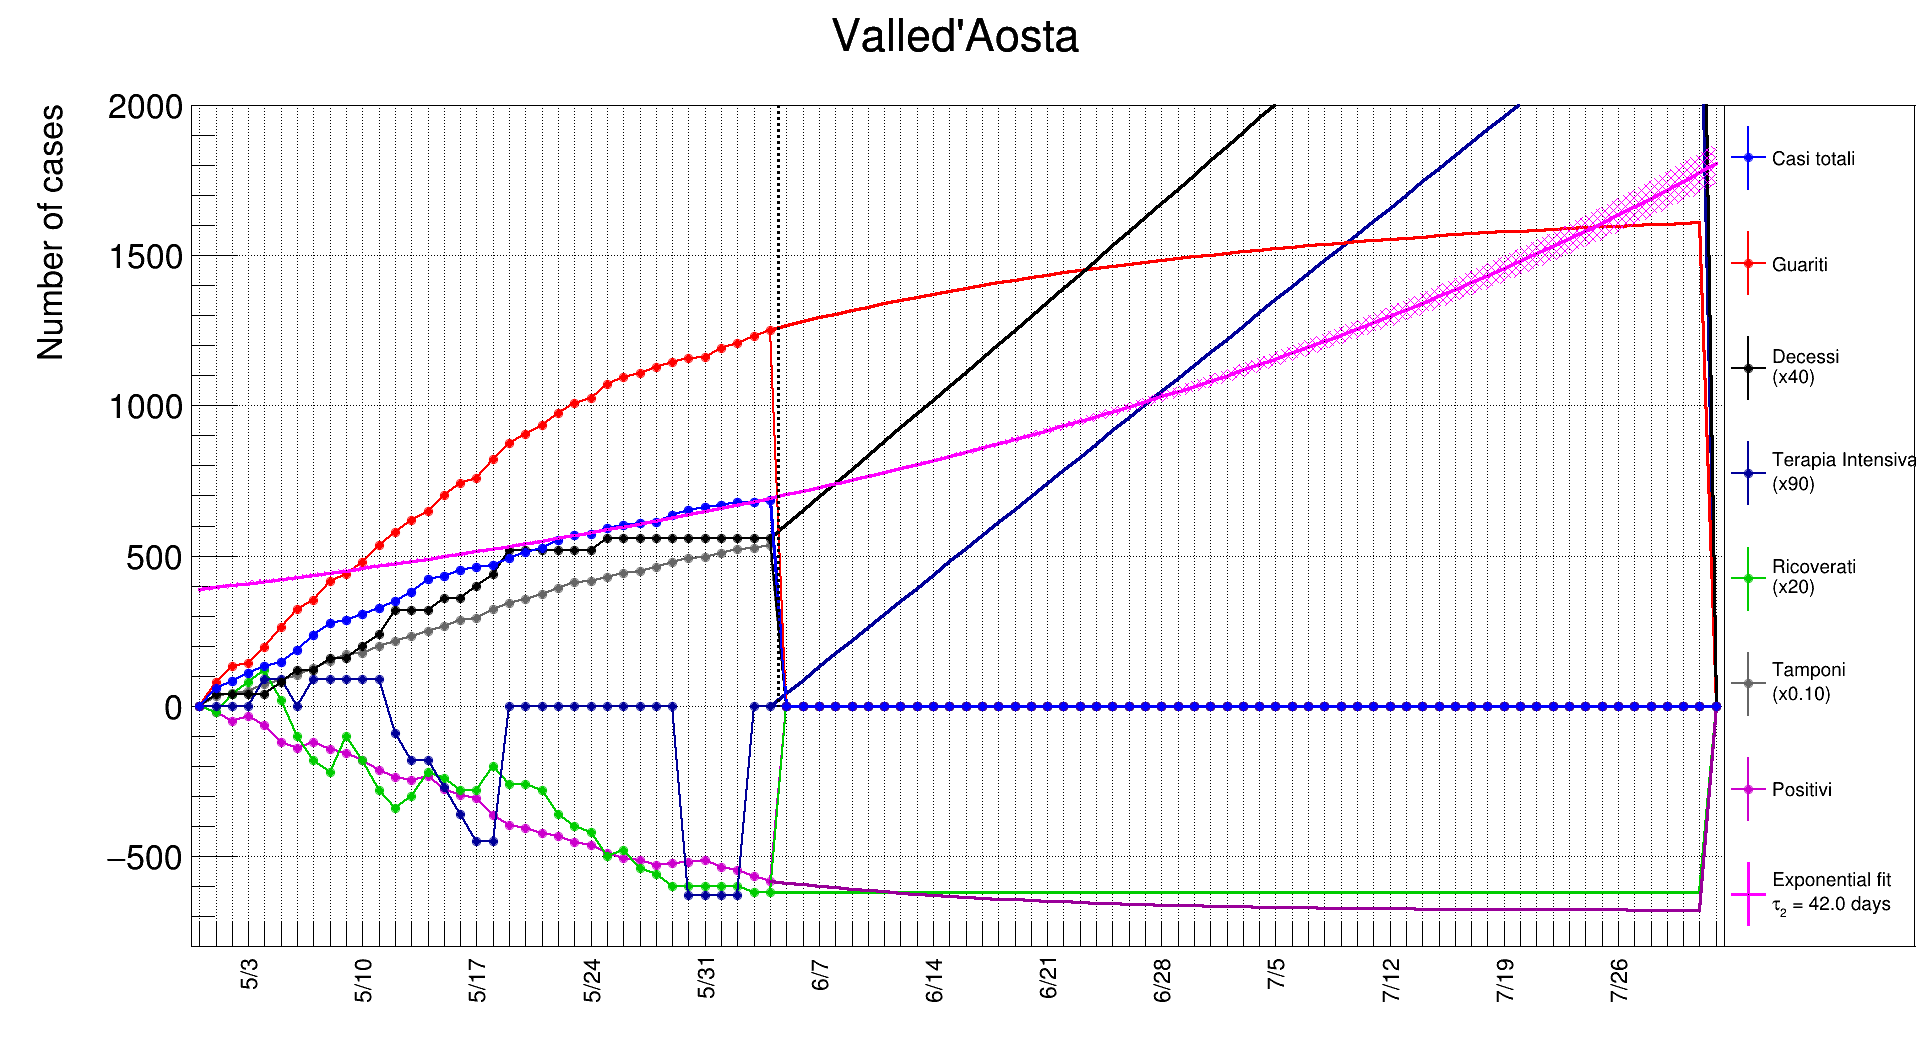 Valled'Aosta
Number of cases
2000
1500
1000
500
0
−500
5/3
5/10
5/17
5/24
5/31
6/7
6/14
6/21
6/28
7/5
7/12
7/19
7/26
Casi totali
Guariti
Decessi
(x40)
Terapia Intensiva
(x90)
Ricoverati
(x20)
Tamponi
(x0.10)
Positivi
Exponential fit
τ2 = 42.0 days